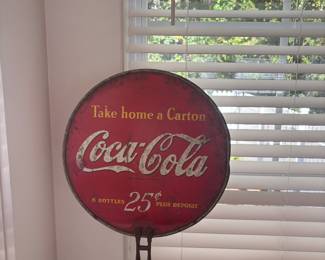 Take home a Carton
Coca-Cola
6 BOTTLES 25¢ PLUS DEPOSIT